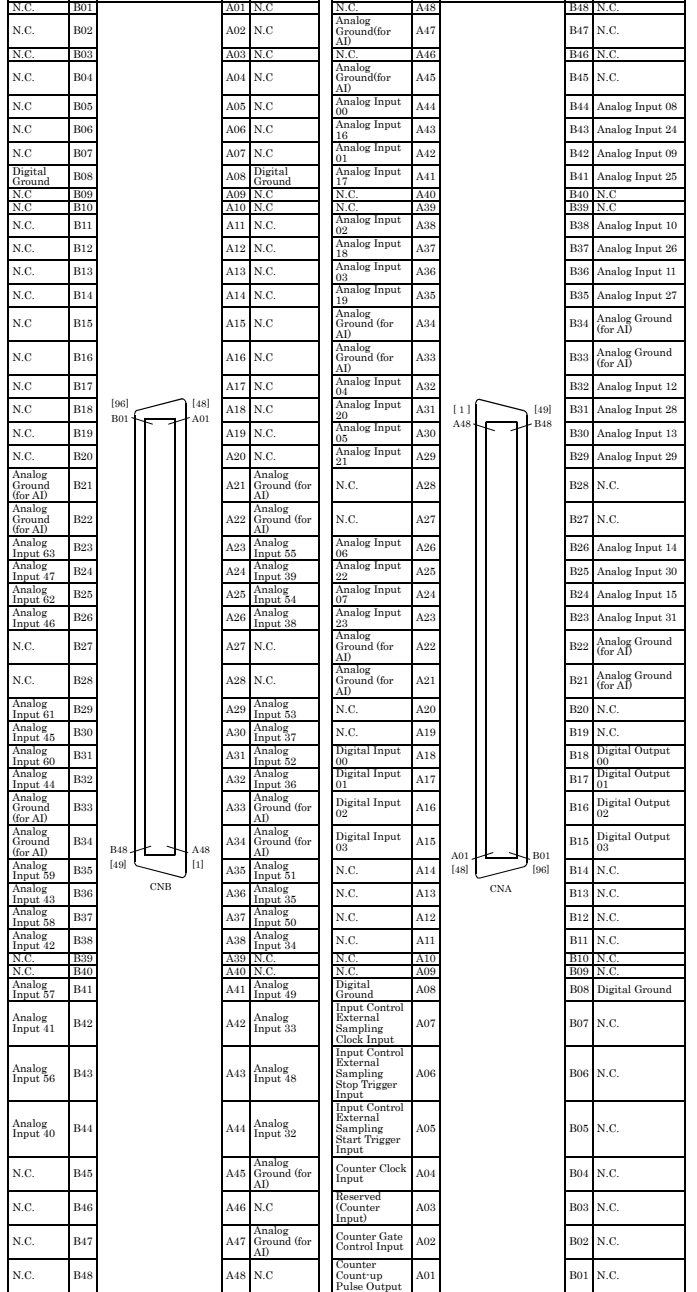 N.C. B01 A01 N.C N.C. A48 B48 N.C.
N.C. B02 A02 N.C Analog Ground(for AI) A47 B47 N.C.
N.C. B03 A03 N.C N.C. A46 B46 N.C.
N.C. B04 A04 N.C Analog Ground(for AI) A45 B45 N.C.
N.C B05 A05 N.C Analog Input 00 A44 B44 Analog Input 08
N.C B06 A06 N.C Analog Input 16 A43 B43 Analog Input 24
N.C B07 A07 N.C Analog Input 01 A42 B42 Analog Input 09
Digital Ground B08 A08 Digital Ground Analog Input 17 A41 B41 Analog Input 25
N.C B09 A09 N.C N.C. A40 B40 N.C
N.C B10 A10 N.C N.C. A39 B39 N.C
N.C. B11 A11 N.C. Analog Input 02 A38 B38 Analog Input 10
N.C. B12 A12 N.C. Analog Input 18 A37 B37 Analog Input 26
N.C. B13 A13 N.C. Analog Input 03 A36 B36 Analog Input 11
N.C. B14 A14 N.C. Analog Input 19 A35 B35 Analog Input 27
N.C B15 A15 N.C Analog Ground (for AI) A34 B34 Analog Ground (for AI)
N.C B16 A16 N.C Analog Ground (for AI) A33 B33 Analog Ground (for AI)
N.C B17 A17 N.C Analog Input 04 A32 B32 Analog Input 12
N.C B18 A18 N.C Analog Input 20 A31 B31 Analog Input 28
N.C. B19 A19 N.C. Analog Input 05 A30 B30 Analog Input 13
N.C. B20 A20 N.C. Analog Input 21 A29 B29 Analog Input 29
Analog Ground (for AI) B21 A21 Analog Ground (for AI) N.C. A28 B28 N.C.
Analog Ground (for AI) B22 A22 Analog Ground (for AI) N.C. A27 B27 N.C.
Analog Input 63 B23 A23 Analog Input 55 Analog Input 06 A26 B26 Analog Input 14
Analog Input 47 B24 A24 Analog Input 39 Analog Input 22 A25 B25 Analog Input 30
Analog Input 62 B25 A25 Analog Input 54 Analog Input 07 A24 B24 Analog Input 15
Analog Input 46 B26 A26 Analog Input 38 Analog Input 23 A23 B23 Analog Input 31
N.C. B27 A27 N.C. Analog Ground (for AI) A22 B22 Analog Ground (for AI)
N.C. B28 A28 N.C. Analog Ground (for AI) A21 B21 Analog Ground (for AI)
Analog Input 61 B29 A29 Analog Input 53 N.C. A20 B20 N.C.
Analog Input 45 B30 A30 Analog Input 37 N.C. A19 B19 N.C.
Analog Input 60 B31 A31 Analog Input 52 Digital Input 00 A18 B18 Digital Output 00
Analog Input 44 B32 A32 Analog Input 36 Digital Input 01 A17 B17 Digital Output 01
Analog Ground (for AI) B33 A33 Analog Ground (for AI) Digital Input 02 A16 B16 Digital Output 02
Analog Ground (for AI) B34 A34 Analog Ground (for AI) Digital Input 03 A15 B15 Digital Output 03
Analog Input 59 B35 A35 Analog Input 51 N.C. A14 B14 N.C.
Analog Input 43 B36 A36 Analog Input 35 N.C. A13 B13 N.C.
Analog Input 58 B37 A37 Analog Input 50 N.C. A12 B12 N.C.
Analog Input 42 B38 A38 Analog Input 34 N.C. A11 B11 N.C.
N.C. B39 A39 N.C. N.C. A10 B10 N.C.
N.C. B40 A40 N.C. N.C. A09 B09 N.C.
Analog Input 57 B41 A41 Analog Input 49 Digital Ground A08 B08 Digital Ground
Analog Input 41 B42 A42 Analog Input 33 Input Control External Sampling Clock Input A07 B07 N.C.
Analog Input 56 B43 A43 Analog Input 48 Input Control External Sampling Stop Trigger Input A06 B06 N.C.
Analog Input 40 B44 A44 Analog Input 32 Input Control External Sampling Start Trigger Input A05 B05 N.C.
N.C. B45 A45 Analog Ground (for AI) Counter Clock Input A04 B04 N.C.
N.C. B46 A46 N.C Reserved (Counter Input) A03 B03 N.C.
N.C. B47 A47 Analog Ground (for AI) Counter Gate Control Input A02 B02 N.C.
N.C. B48 A48 N.C Counter Count-up Pulse Output A01 B01 N.C.
[96] [48]
B01 A01
B48 A48
[49] [1]
CNB
[ 1 ] [49]
A48 B48
A01 B01
[48] [96]
CNA